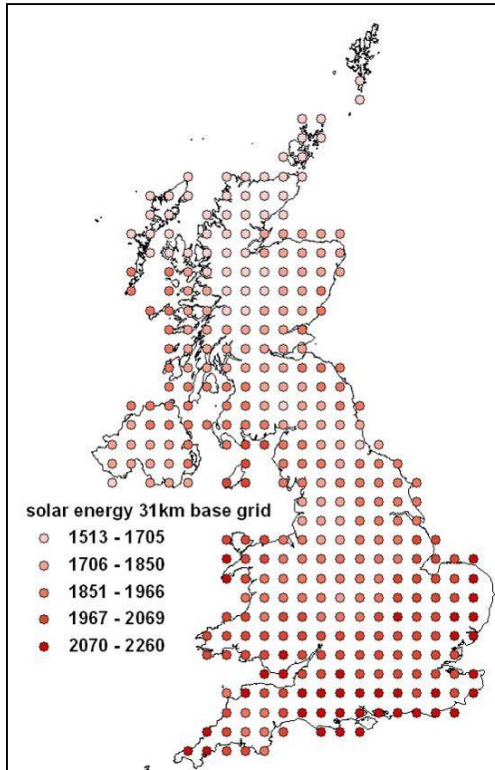 solar energy 31km base grid
1513 - 1705
1706 - 1850
1851 - 1966
1967 - 2069
2070 - 2260